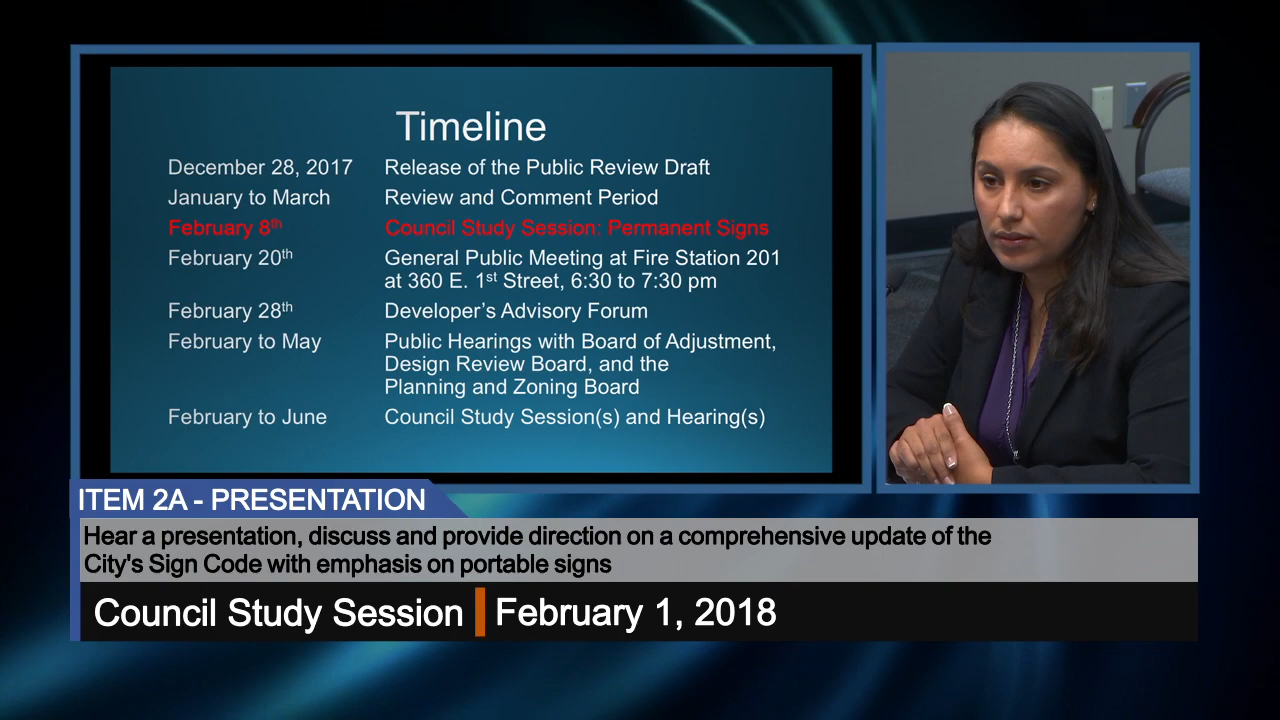 Timeline
December 28, 2017 Release of the Public Review Draft
January to March Review and Comment Period
February 8th Council Study Session: Permanent Signs
February 20th General Public Meeting at Fire Station 201
at 360 E. 1st Street, 6:30 to 7:30 pm
February 28th Developer's Advisory Forum
February to May Public Hearings with Board of Adjustment,
Design Review Board, and the
Planning and Zoning Board
February to June Council Study Session(s) and Hearing(s)
ITEM 2A - PRESENTATION
Hear a presentation, discuss and provide direction on a comprehensive update of the
City's Sign Code with emphasis on portable signs
Council Study Session February 1, 2018